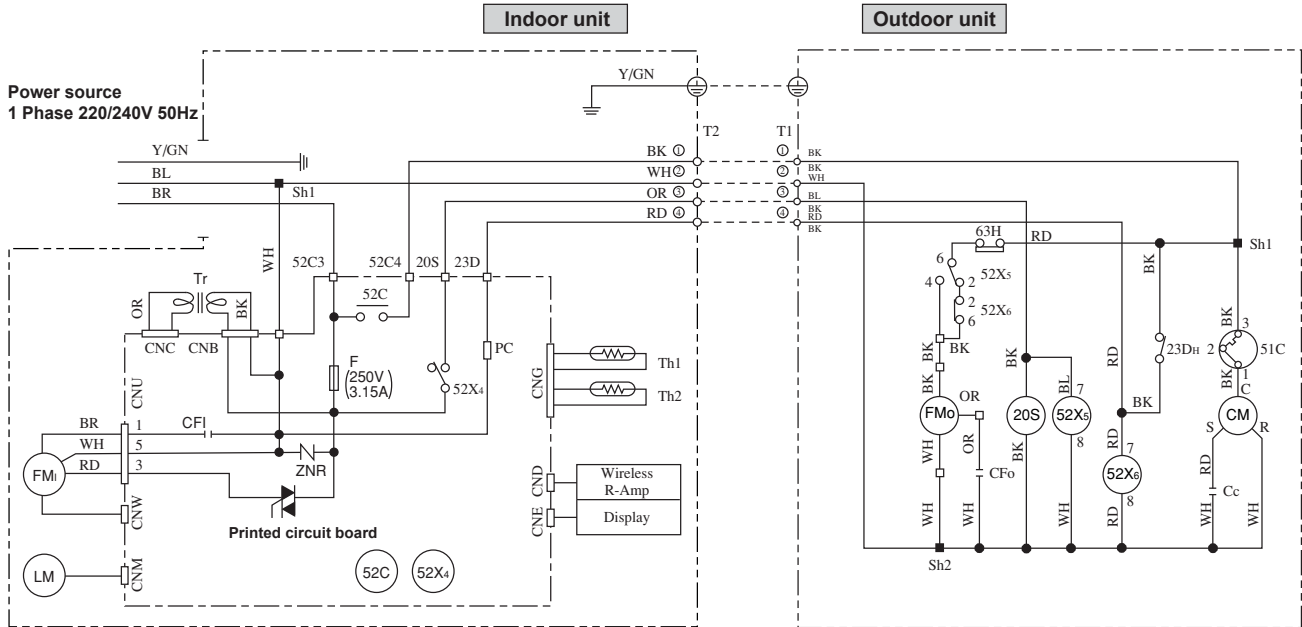 Indoor unit
Outdoor unit
Power source
1 Phase 220/240V 50Hz
Y/GN
T2
T1
Y/GN
BL
BR
Sh1
BK ①
WH ②
OR ③
RD ④
①
②
③
④
BK
BK
WH
BL
BK
RD
BK
WH
52C3
52C4
20S
23D
Tr
OR
BK
CNC
CNB
52C
F
(250V
3.15A)
PC
52X4
CNG
Th1
Th2
CNU
BR
WH
RD
1
5
3
CFI
ZNR
FMI
CNW
CND
CNE
Wireless
R-Amp
Display
Printed circuit board
LM
CNM
52C
52X4
63H
RD
Sh1
6
4
2
52X5
2
52X6
6
BK
BK
BK
BK
23DH
BK
3
2
51C
1
BK
C
BK
BL
7
RD
BK
FMo
OR
OR
20S
52X5
8
CM
S
R
WH
CFo
BK
RD
7
52X6
8
RD
Cc
WH
WH
WH
RD
WH
WH
Sh2